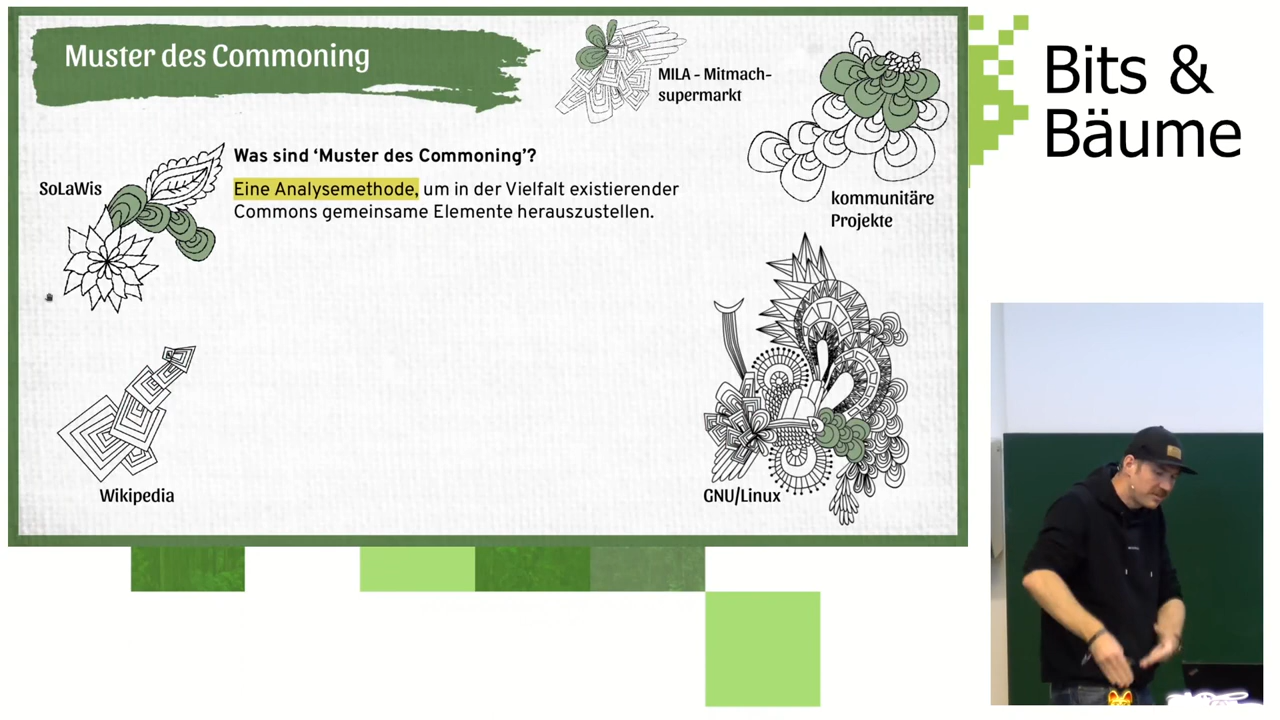 Muster des Commoning
MILA - Mitmach-
supermarkt
Bits &
Bäume
Was sind ‘Muster des Commoning’?
SoLaWis
Eine Analysemethode, um in der Vielfalt existierender
Commons gemeinsame Elemente herauszustellen.
kommunitäre
Projekte
Wikipedia
GNU/Linux